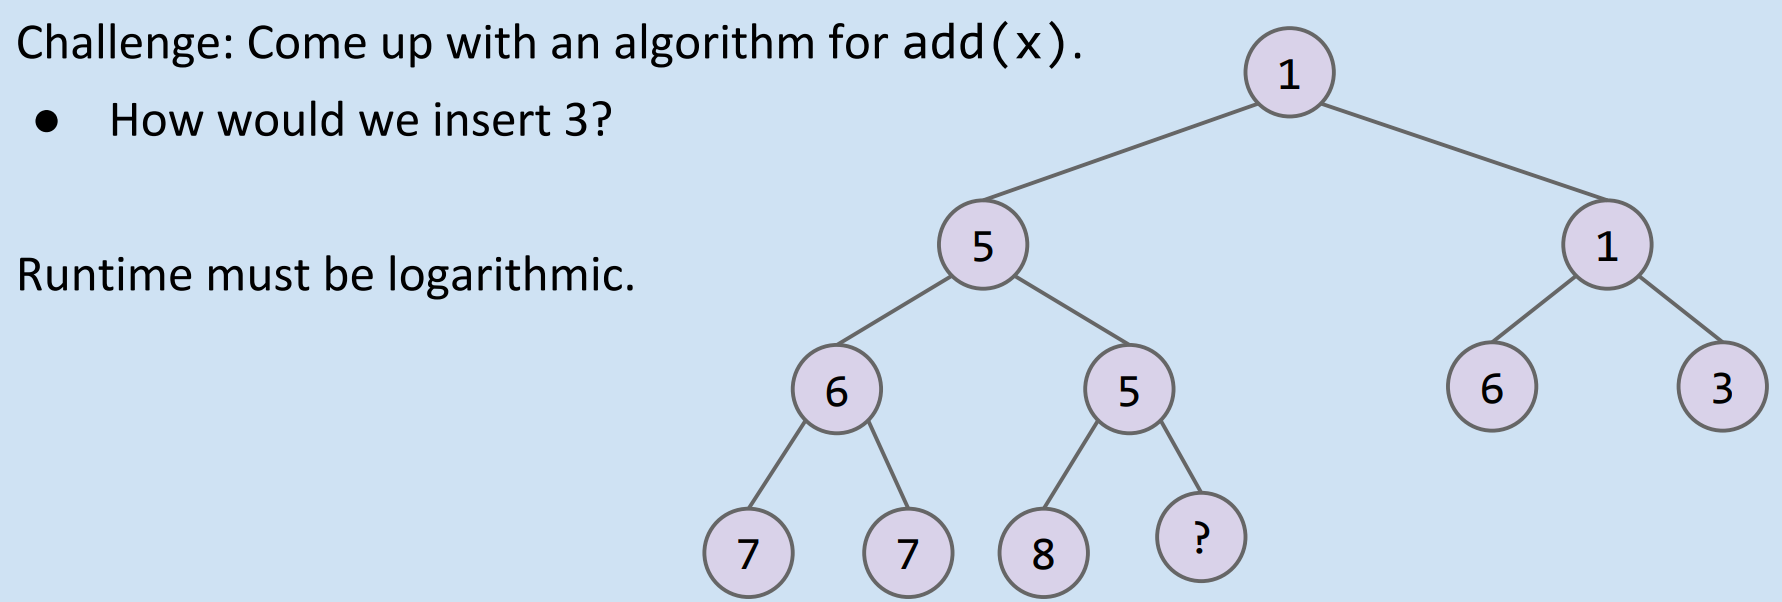 Challenge: Come up with an algorithm for add(x).
● How would we insert 3?
Runtime must be logarithmic.
1
5 1
6 5 6 3
7 7 8 ?